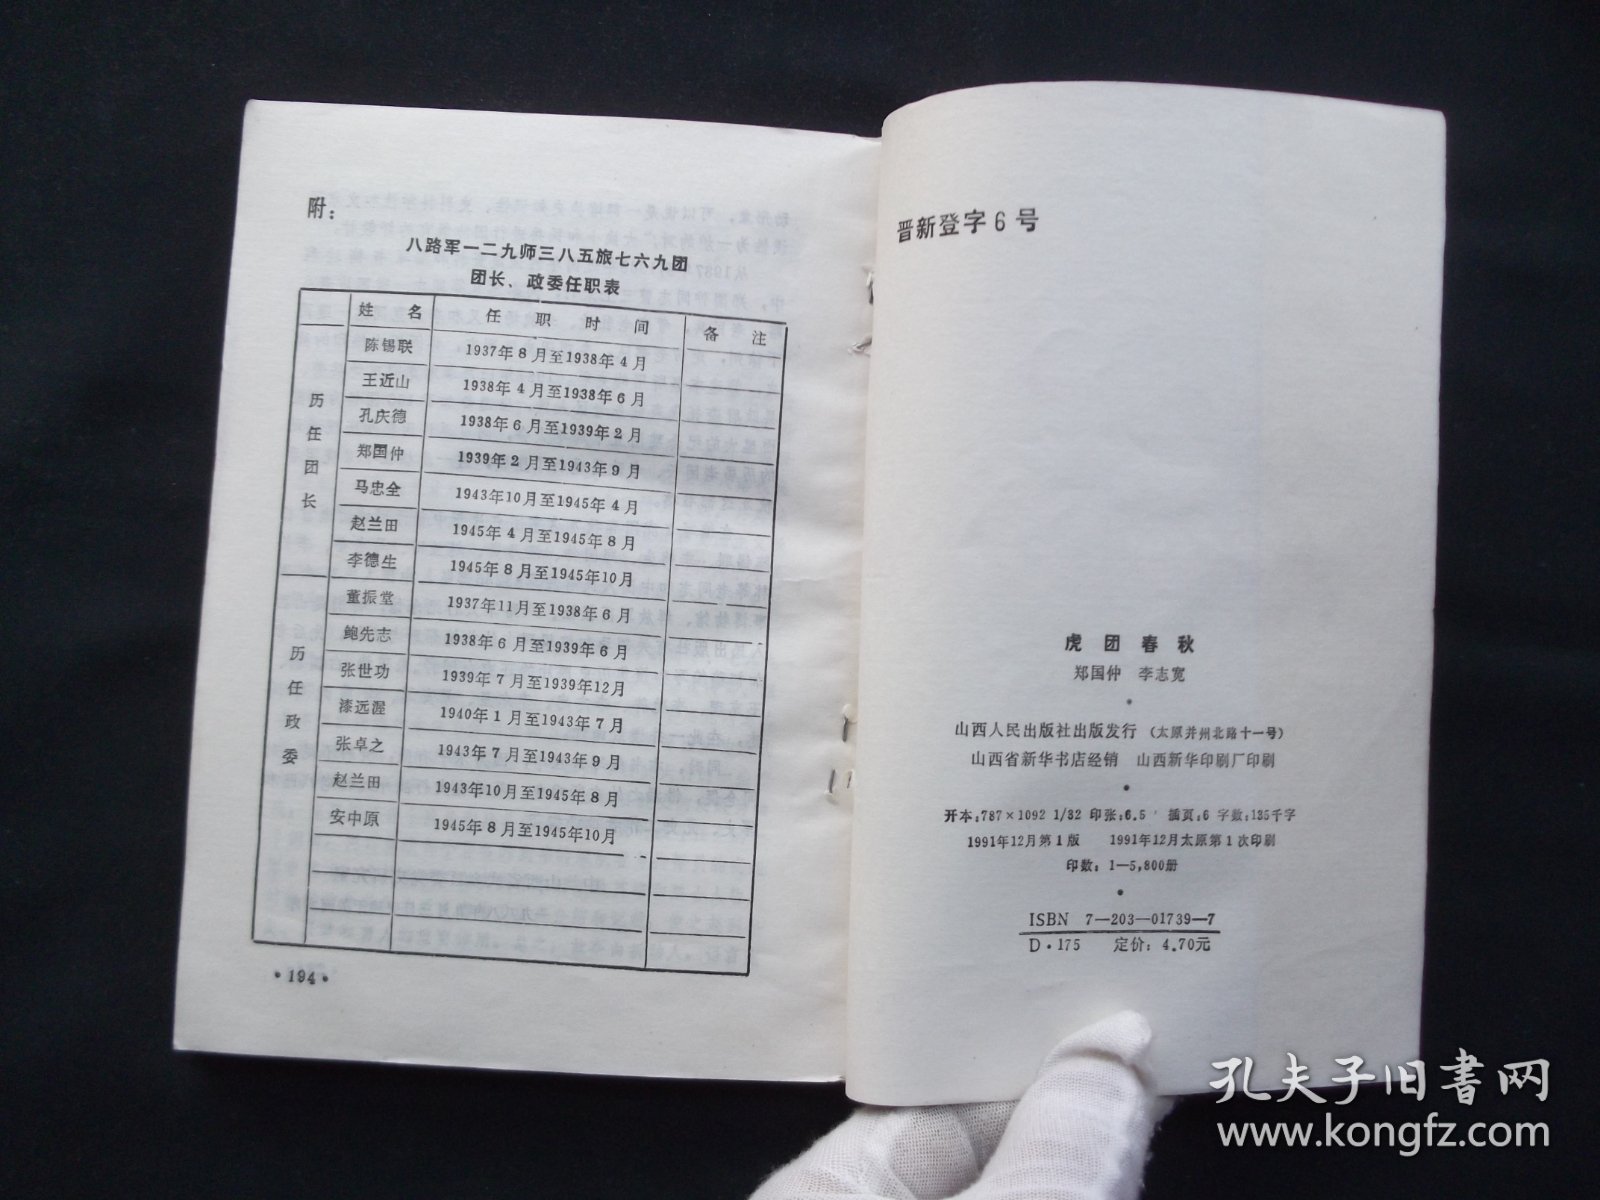 附：
八路军一二九师三八五旅七六九团
团长、政委任职表
姓 名 任 职 时 间 备 注
历任团长
陈锡联 1937年8月至1938年4月
王近山 1938年4月至1938年6月
孔庆德 1938年6月至1939年2月
郑国仲 1939年2月至1943年9月
马忠全 1943年10月至1945年4月
赵兰田 1945年4月至1945年8月
李德生 1945年8月至1945年10月
历任政委
董振堂 1937年11月至1938年6月
鲍先志 1938年6月至1939年6月
张世功 1939年7月至1939年12月
漆远渥 1940年1月至1943年7月
张卓之 1943年7月至1943年9月
赵兰田 1943年10月至1945年8月
安中原 1945年8月至1945年10月
·194·
晋新登字6号
虎团春秋
郑国仲 李志宽
山西人民出版社出版发行 (太原并州北路十一号)
山西省新华书店经销 山西新华印刷厂印刷
开本：787×1092 1/32 印张：6.5 插页：6 字数：135千字
1991年12月第1版 1991年12月太原第1次印刷
印数：1—5,800册
ISBN 7—203—01739—7
D·175 定价：4.70元
孔夫子旧书网
www.kongfz.com